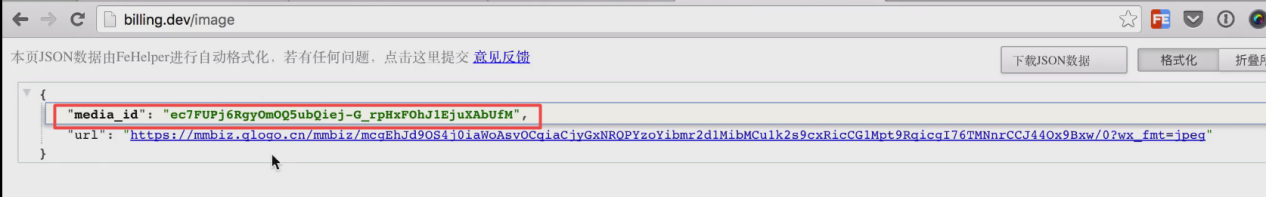 billing.dev/image
FE
本页JSON数据由FeHelper进行自动格式化，若有任何问题，点击这里提交 意见反馈
下载JSON数据
格式化
{
"media_id": "ec7FUPj6RgyOmOQ5ubQiej-G_rpHxFOhJ1EjuXAbUfM",
"url": "https://mmbiz.qlogo.cn/mmbiz/mcgEhJd9OS4j0iaWoAsvOCqiaCjyGxNRQPYzoYibmr2d1MibMCu1k2s9cxRicCG1Mpt9RqicgI76TMNnrCCJ44Ox9Bxw/0?wx_fmt=jpeg"
}